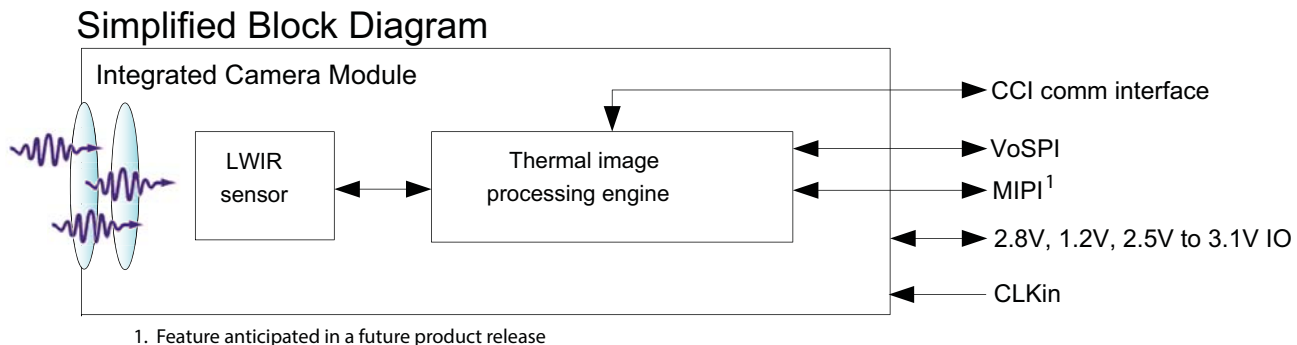 Simplified Block Diagram
Integrated Camera Module
LWIR
sensor
Thermal image
processing engine
CCI comm interface
VoSPI
MIPI1
2.8V, 1.2V, 2.5V to 3.1V IO
CLKin
1. Feature anticipated in a future product release